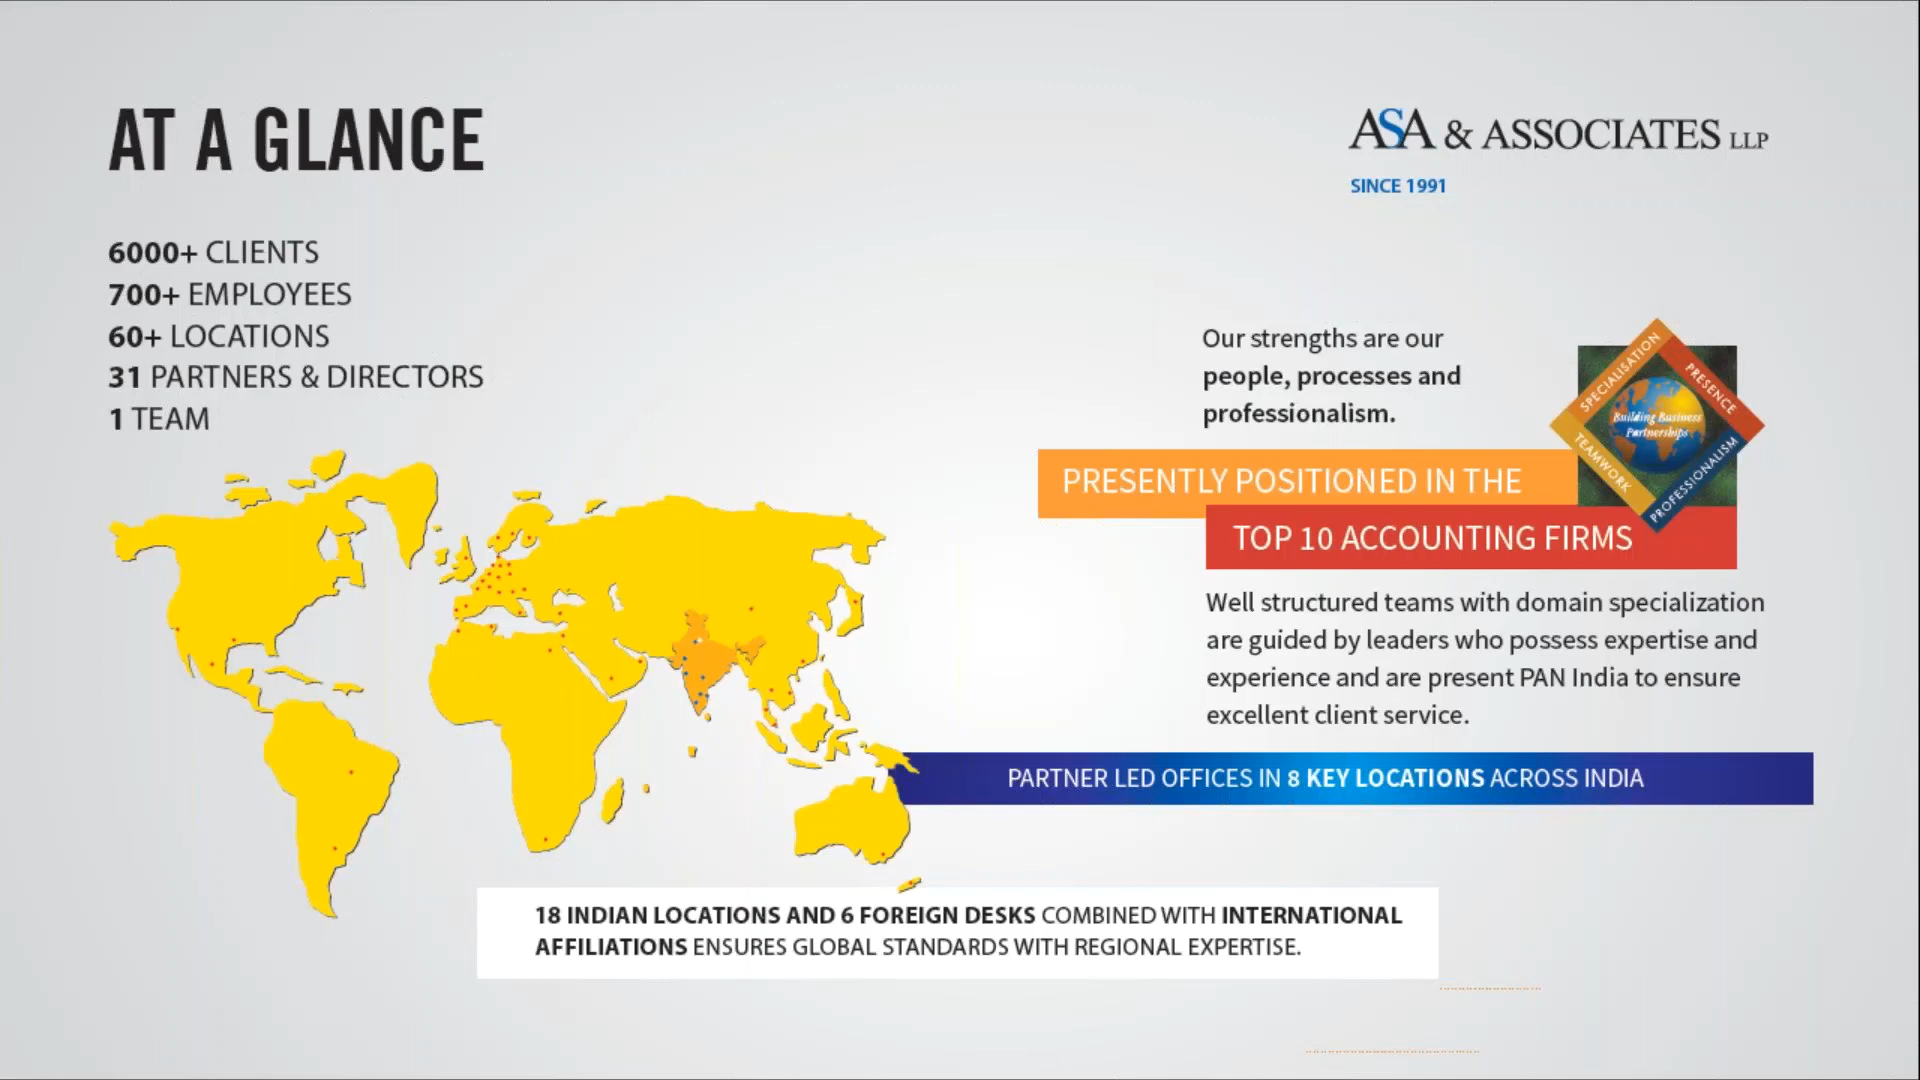 AT A GLANCE
ASA & ASSOCIATES LLP
SINCE 1991
6000+ CLIENTS
700+ EMPLOYEES
60+ LOCATIONS
31 PARTNERS & DIRECTORS
1 TEAM
Our strengths are our
people, processes and
professionalism.
SPECIALISATION
PRESENCE
Building Business
Partnerships
TEAMWORK
PROFESSIONALISM
PRESENTLY POSITIONED IN THE
TOP 10 ACCOUNTING FIRMS
Well structured teams with domain specialization
are guided by leaders who possess expertise and
experience and are present PAN India to ensure
excellent client service.
PARTNER LED OFFICES IN 8 KEY LOCATIONS ACROSS INDIA
18 INDIAN LOCATIONS AND 6 FOREIGN DESKS COMBINED WITH INTERNATIONAL
AFFILIATIONS ENSURES GLOBAL STANDARDS WITH REGIONAL EXPERTISE.